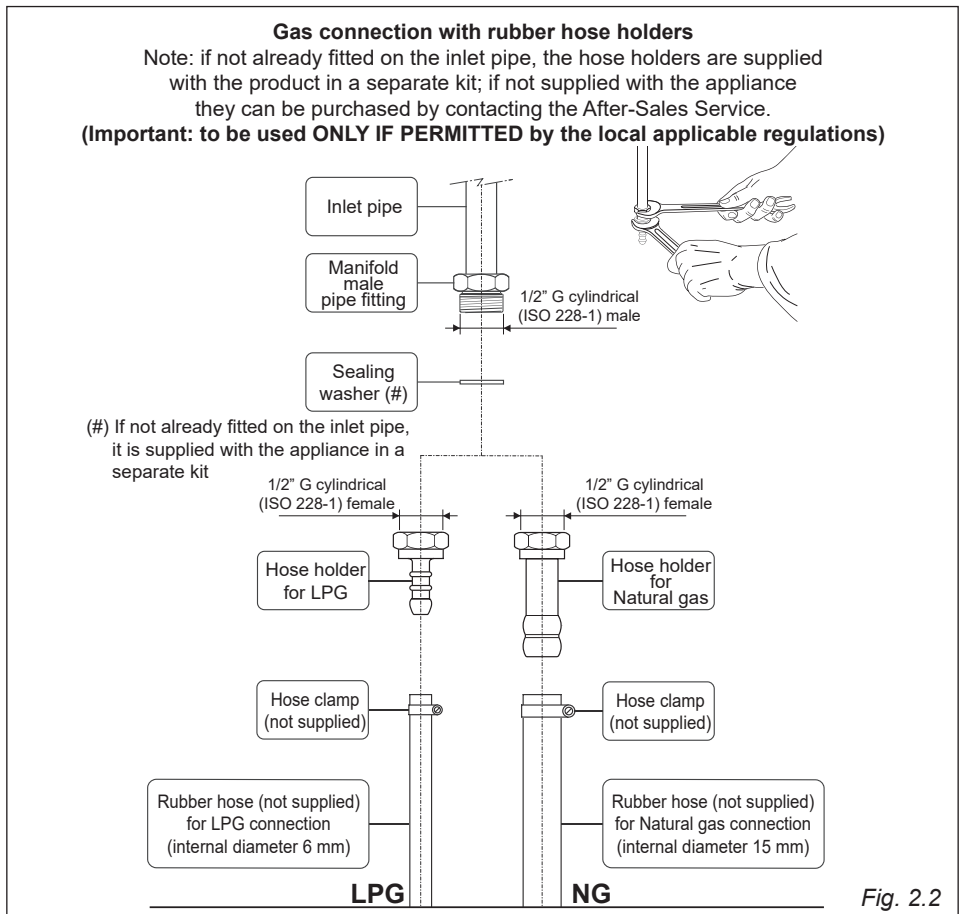 Gas connection with rubber hose holders
Note: if not already fitted on the inlet pipe, the hose holders are supplied
with the product in a separate kit; if not supplied with the appliance
they can be purchased by contacting the After-Sales Service.
(Important: to be used ONLY IF PERMITTED by the local applicable regulations)
Inlet pipe
Manifold
male
pipe fitting
1/2” G cylindrical
(ISO 228-1) male
Sealing
washer (#)
(#) If not already fitted on the inlet pipe,
it is supplied with the appliance in a
separate kit
1/2” G cylindrical
(ISO 228-1) female
1/2” G cylindrical
(ISO 228-1) female
Hose holder
for LPG
Hose holder
for
Natural gas
Hose clamp
(not supplied)
Hose clamp
(not supplied)
Rubber hose (not supplied)
for LPG connection
(internal diameter 6 mm)
Rubber hose (not supplied)
for Natural gas connection
(internal diameter 15 mm)
LPG
NG
Fig. 2.2